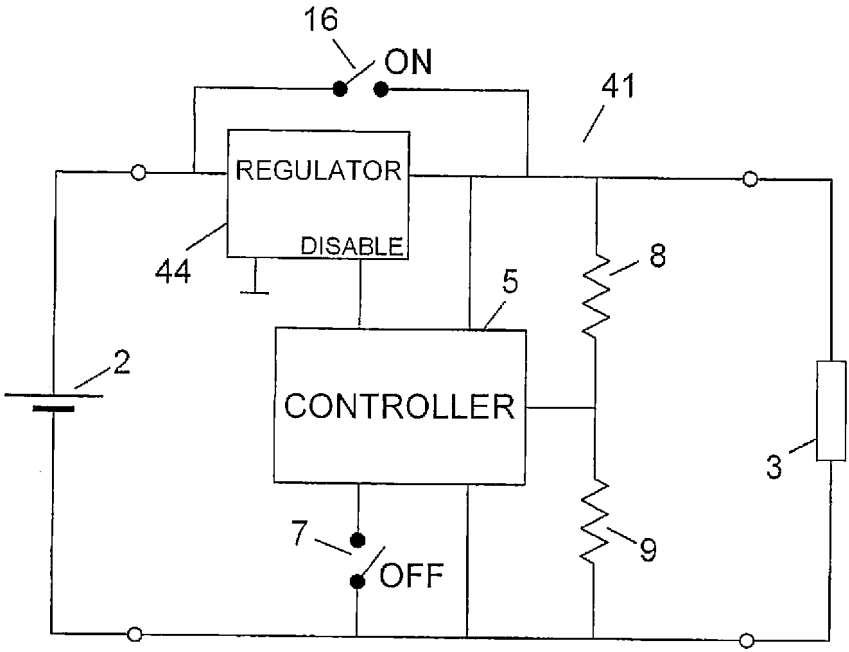 16
ON
41
REGULATOR
DISABLE
44
8
5
2
CONTROLLER
3
7
OFF
9